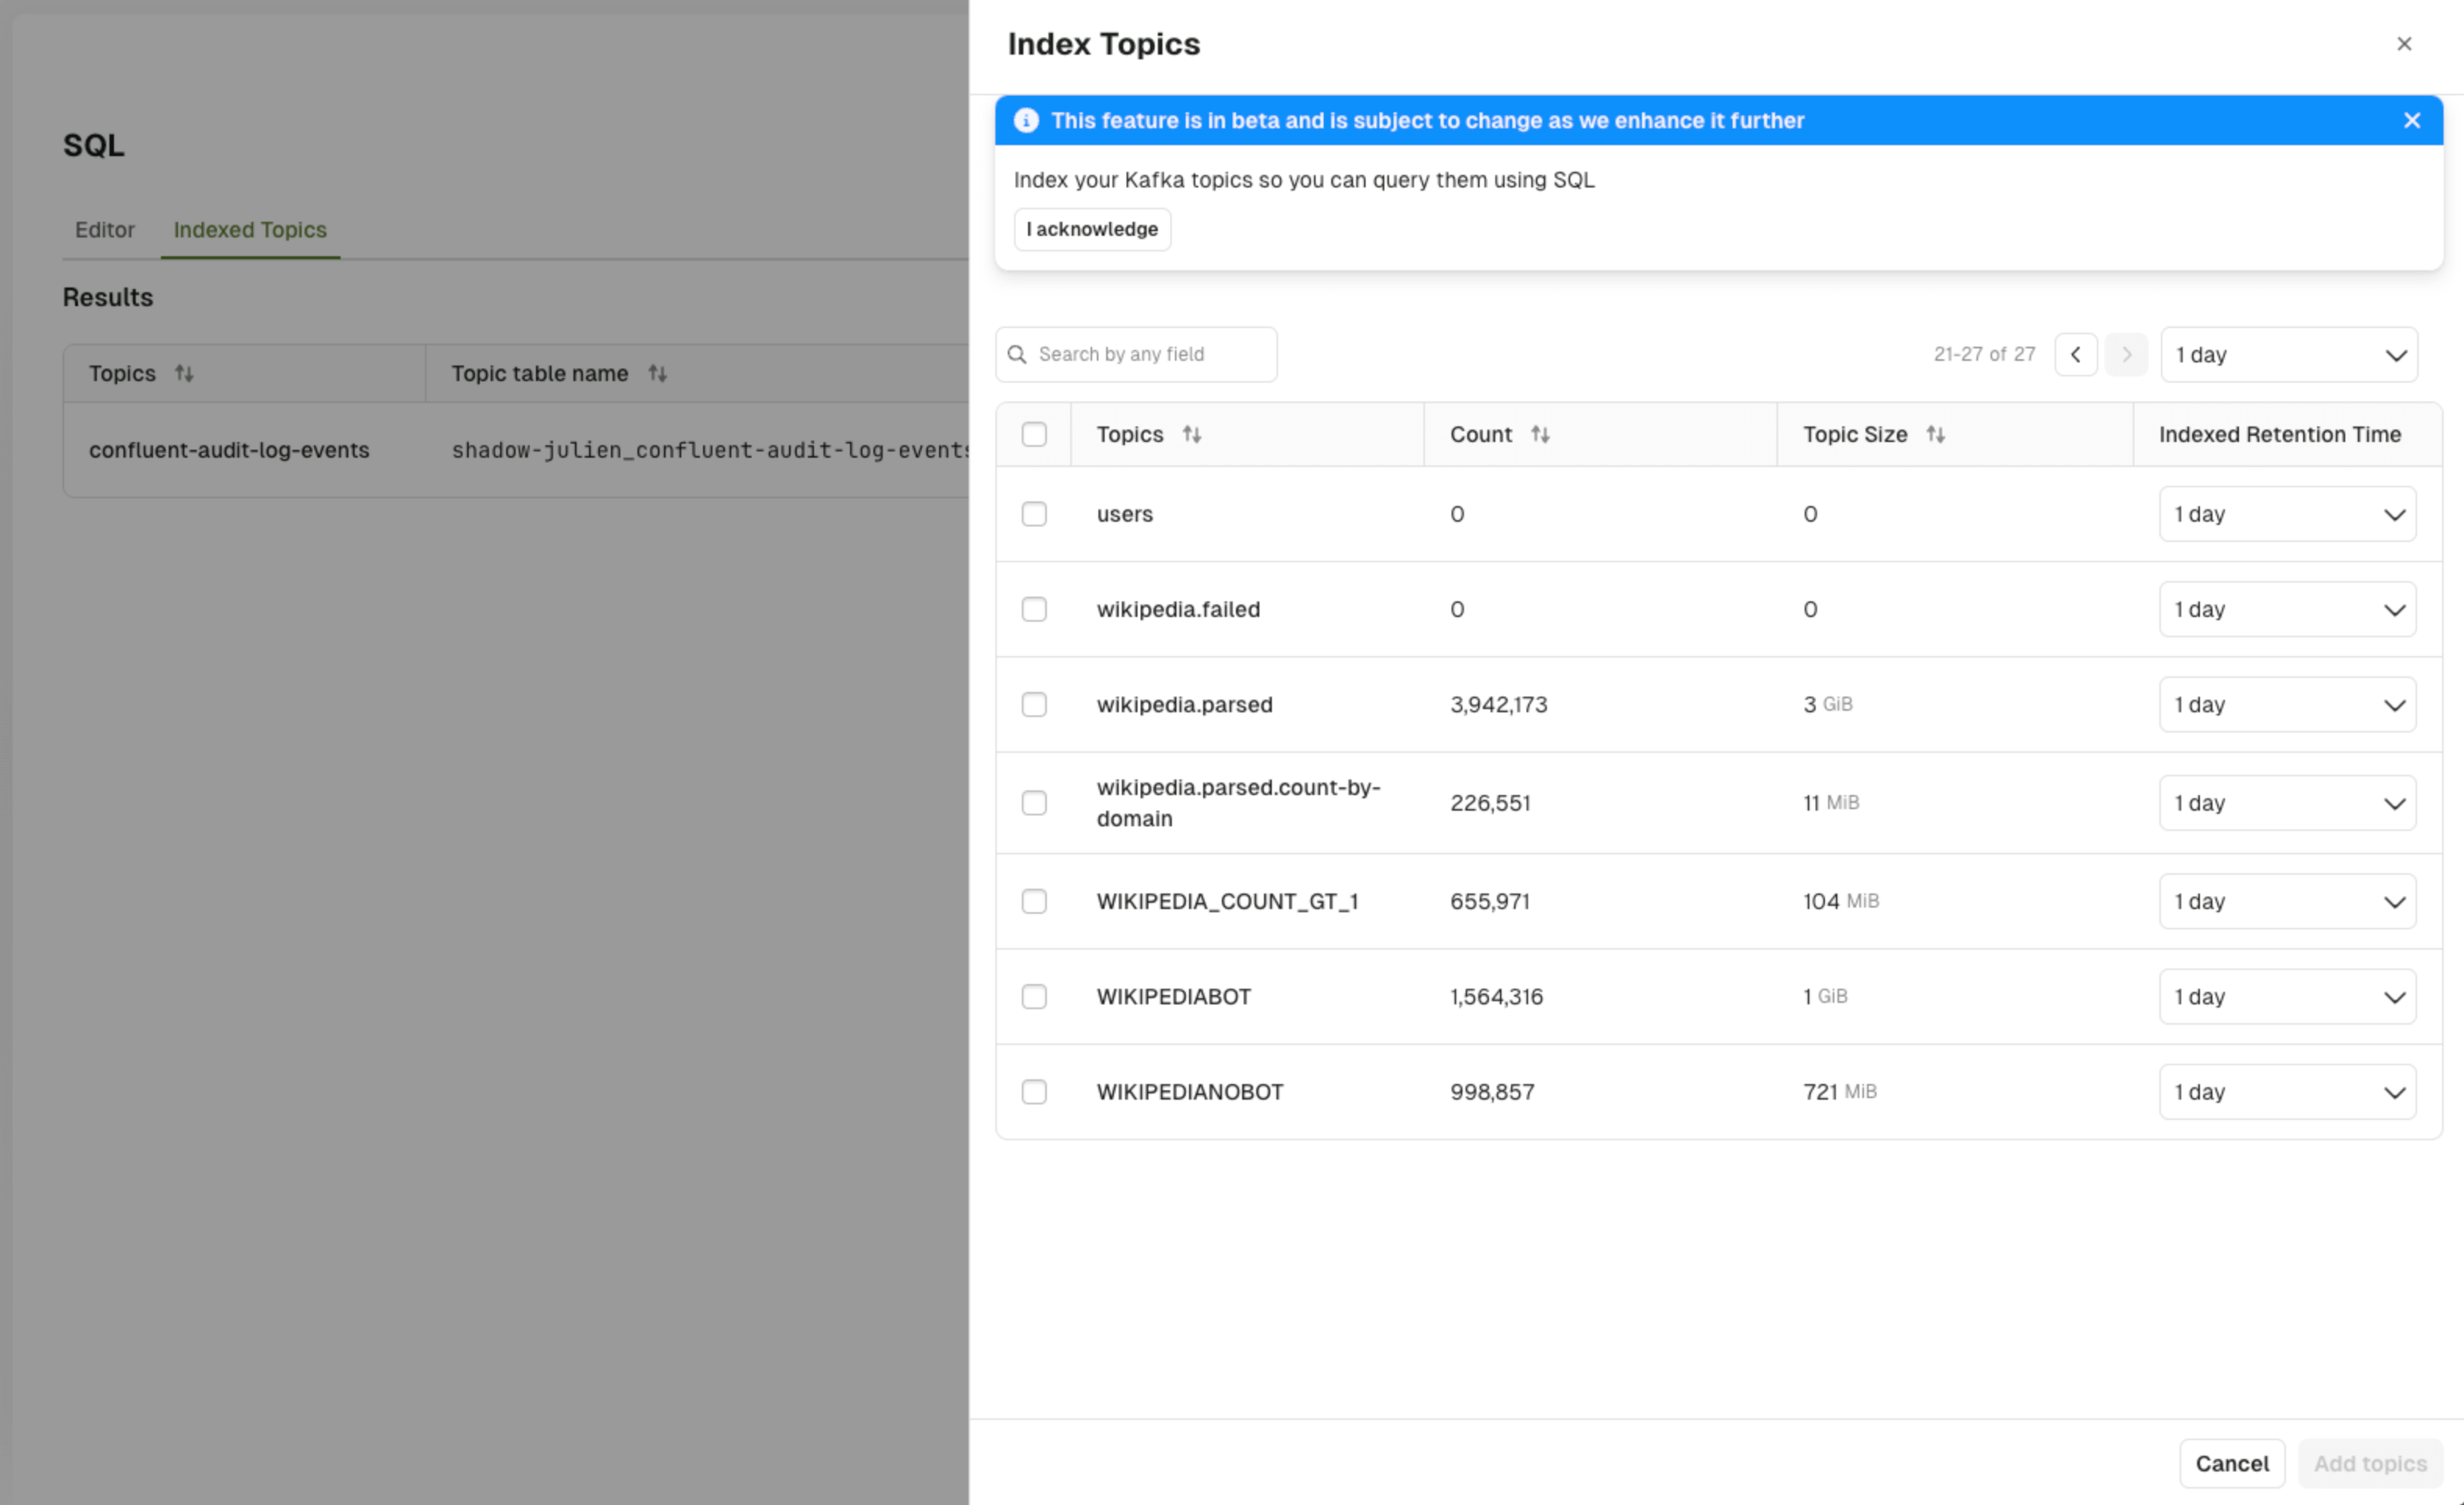 SQL
Editor
Indexed Topics
Results
Topics
Topic table name
confluent-audit-log-events
shadow-julien_confluent-audit-log-events
Index Topics
This feature is in beta and is subject to change as we enhance it further
Index your Kafka topics so you can query them using SQL
I acknowledge
Search by any field
21-27 of 27
1 day
Topics
Count
Topic Size
Indexed Retention Time
users
0
0
1 day
wikipedia.failed
0
0
1 day
wikipedia.parsed
3,942,173
3 GiB
1 day
wikipedia.parsed.count-by-
domain
226,551
11 MiB
1 day
WIKIPEDIA_COUNT_GT_1
655,971
104 MiB
1 day
WIKIPEDIABOT
1,564,316
1 GiB
1 day
WIKIPEDIANOBOT
998,857
721 MiB
1 day
Cancel
Add topics